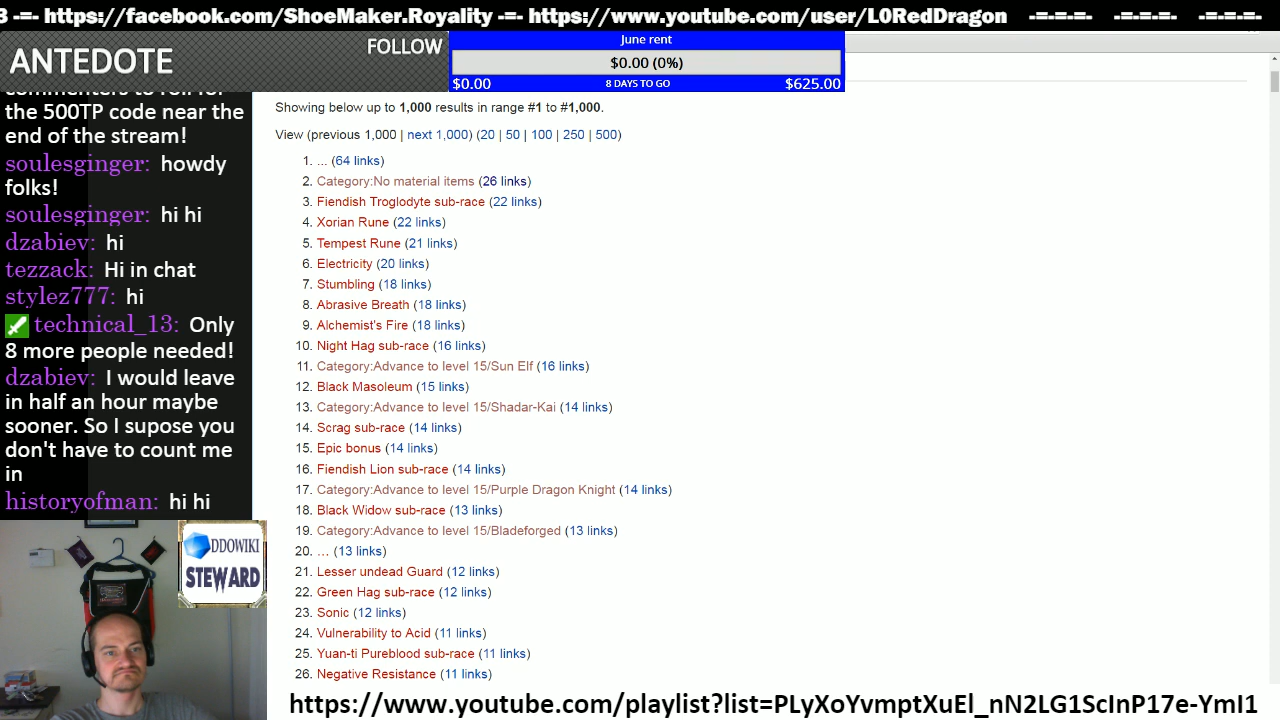 3 -=- https://facebook.com/ShoeMaker.Royality -=- https://www.youtube.com/user/L0RedDragon -=-=-=- -=-=-=- -=-=-=-
ANTEDOTE
FOLLOW
June rent
$0.00 (0%)
$0.00 8 DAYS TO GO $625.00
commenters to roll for
the 500TP code near the
end of the stream!
soulesginger: howdy
folks!
soulesginger: hi hi
dzabiev: hi
tezzack: Hi in chat
stylez777: hi
technical_13: Only
8 more people needed!
dzabiev: I would leave
in half an hour maybe
sooner. So I supose you
don't have to count me
in
historyofman: hi hi
DDOWIKI
STEWARD
Showing below up to 1,000 results in range #1 to #1,000.
View (previous 1,000 | next 1,000) (20 | 50 | 100 | 250 | 500)
1. ... (64 links)
2. Category:No material items (26 links)
3. Fiendish Troglodyte sub-race (22 links)
4. Xorian Rune (22 links)
5. Tempest Rune (21 links)
6. Electricity (20 links)
7. Stumbling (18 links)
8. Abrasive Breath (18 links)
9. Alchemist's Fire (18 links)
10. Night Hag sub-race (16 links)
11. Category:Advance to level 15/Sun Elf (16 links)
12. Black Masoleum (15 links)
13. Category:Advance to level 15/Shadar-Kai (14 links)
14. Scrag sub-race (14 links)
15. Epic bonus (14 links)
16. Fiendish Lion sub-race (14 links)
17. Category:Advance to level 15/Purple Dragon Knight (14 links)
18. Black Widow sub-race (13 links)
19. Category:Advance to level 15/Bladeforged (13 links)
20. … (13 links)
21. Lesser undead Guard (12 links)
22. Green Hag sub-race (12 links)
23. Sonic (12 links)
24. Vulnerability to Acid (11 links)
25. Yuan-ti Pureblood sub-race (11 links)
26. Negative Resistance (11 links)
https://www.youtube.com/playlist?list=PLyXoYvmptXuEl_nN2LG1ScInP17e-YmI1